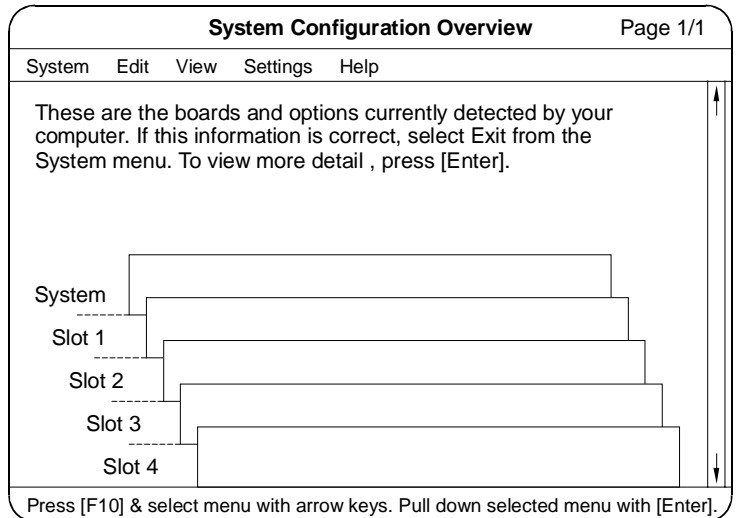 System Configuration Overview Page 1/1
System Edit View Settings Help
These are the boards and options currently detected by your
computer. If this information is correct, select Exit from the
System menu. To view more detail , press [Enter].
System
Slot 1
Slot 2
Slot 3
Slot 4
Press [F10] & select menu with arrow keys. Pull down selected menu with [Enter].